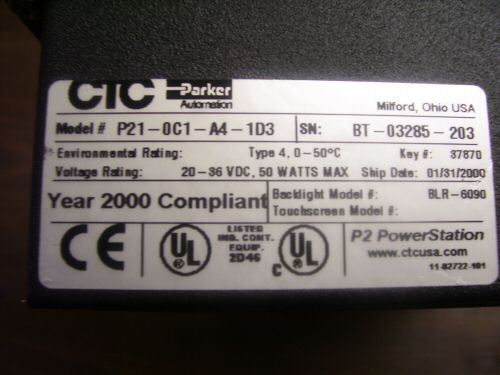 CTC Parker
Automation
Milford, Ohio USA
Model # P21-0C1-A4-1D3 SN: BT-03285-203
Environmental Rating: Type 4, 0-50°C Key #: 37870
Voltage Rating: 20-36 VDC, 50 WATTS MAX Ship Date: 01/31/2000
Year 2000 Compliant
Backlight Model #: BLR-6090
Touchscreen Model #:
CE UL LISTED
IND. CONT.
EQUIP.
2D46
C UL
P2 PowerStation
www.ctcusa.com
11-82722-101